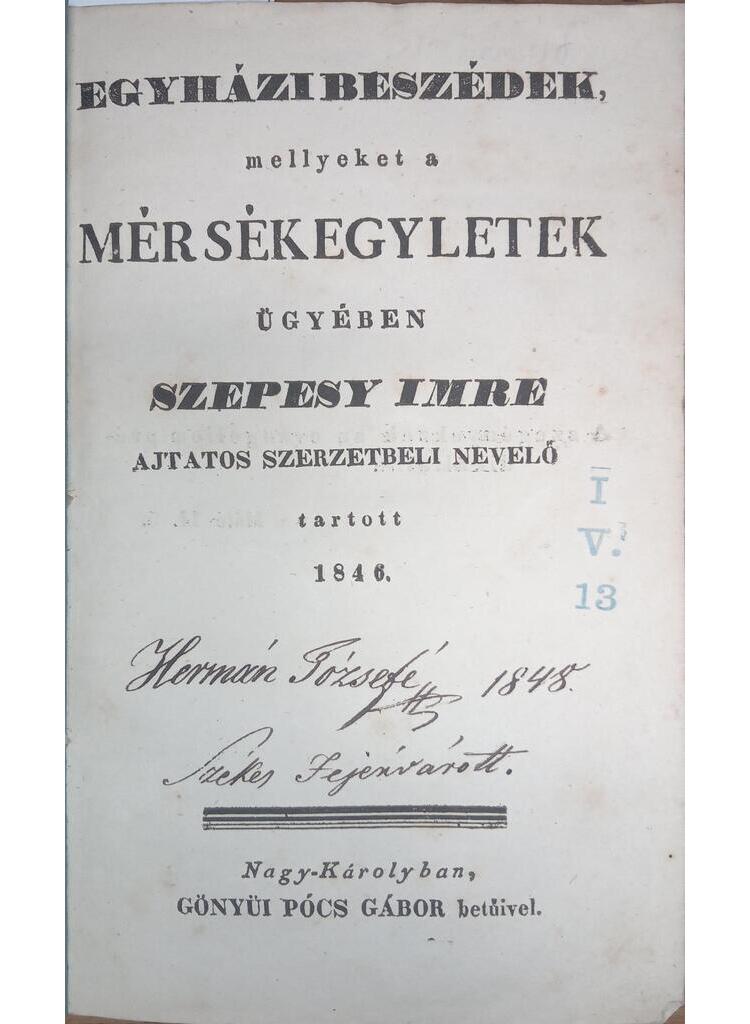 EGYHÁZI BESZÉDEK,
mellyeket a
MÉRSÉKEGYLETEK
ÜGYÉBEN
SZEPESY IMRE
AJTATOS SZERZETBELI NEVELŐ
tartott
1846.
I
V.
13
Hermán Józsefé 1848.
Székes Fejérvárott.
Nagy-Károlyban,
GÖNYÜI PÓCS GÁBOR betűivel.